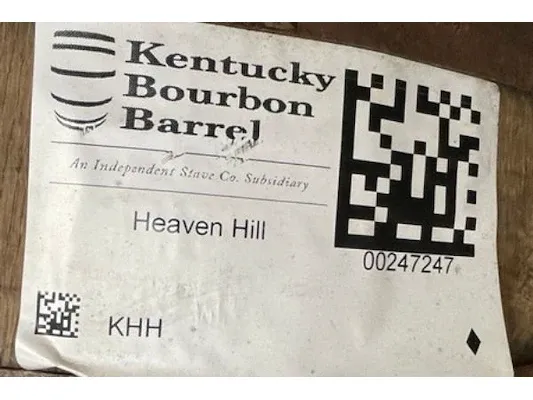 Kentucky
Bourbon
Barrel
An Independent Stave Co. Subsidiary
Heaven Hill
00247247
KHH